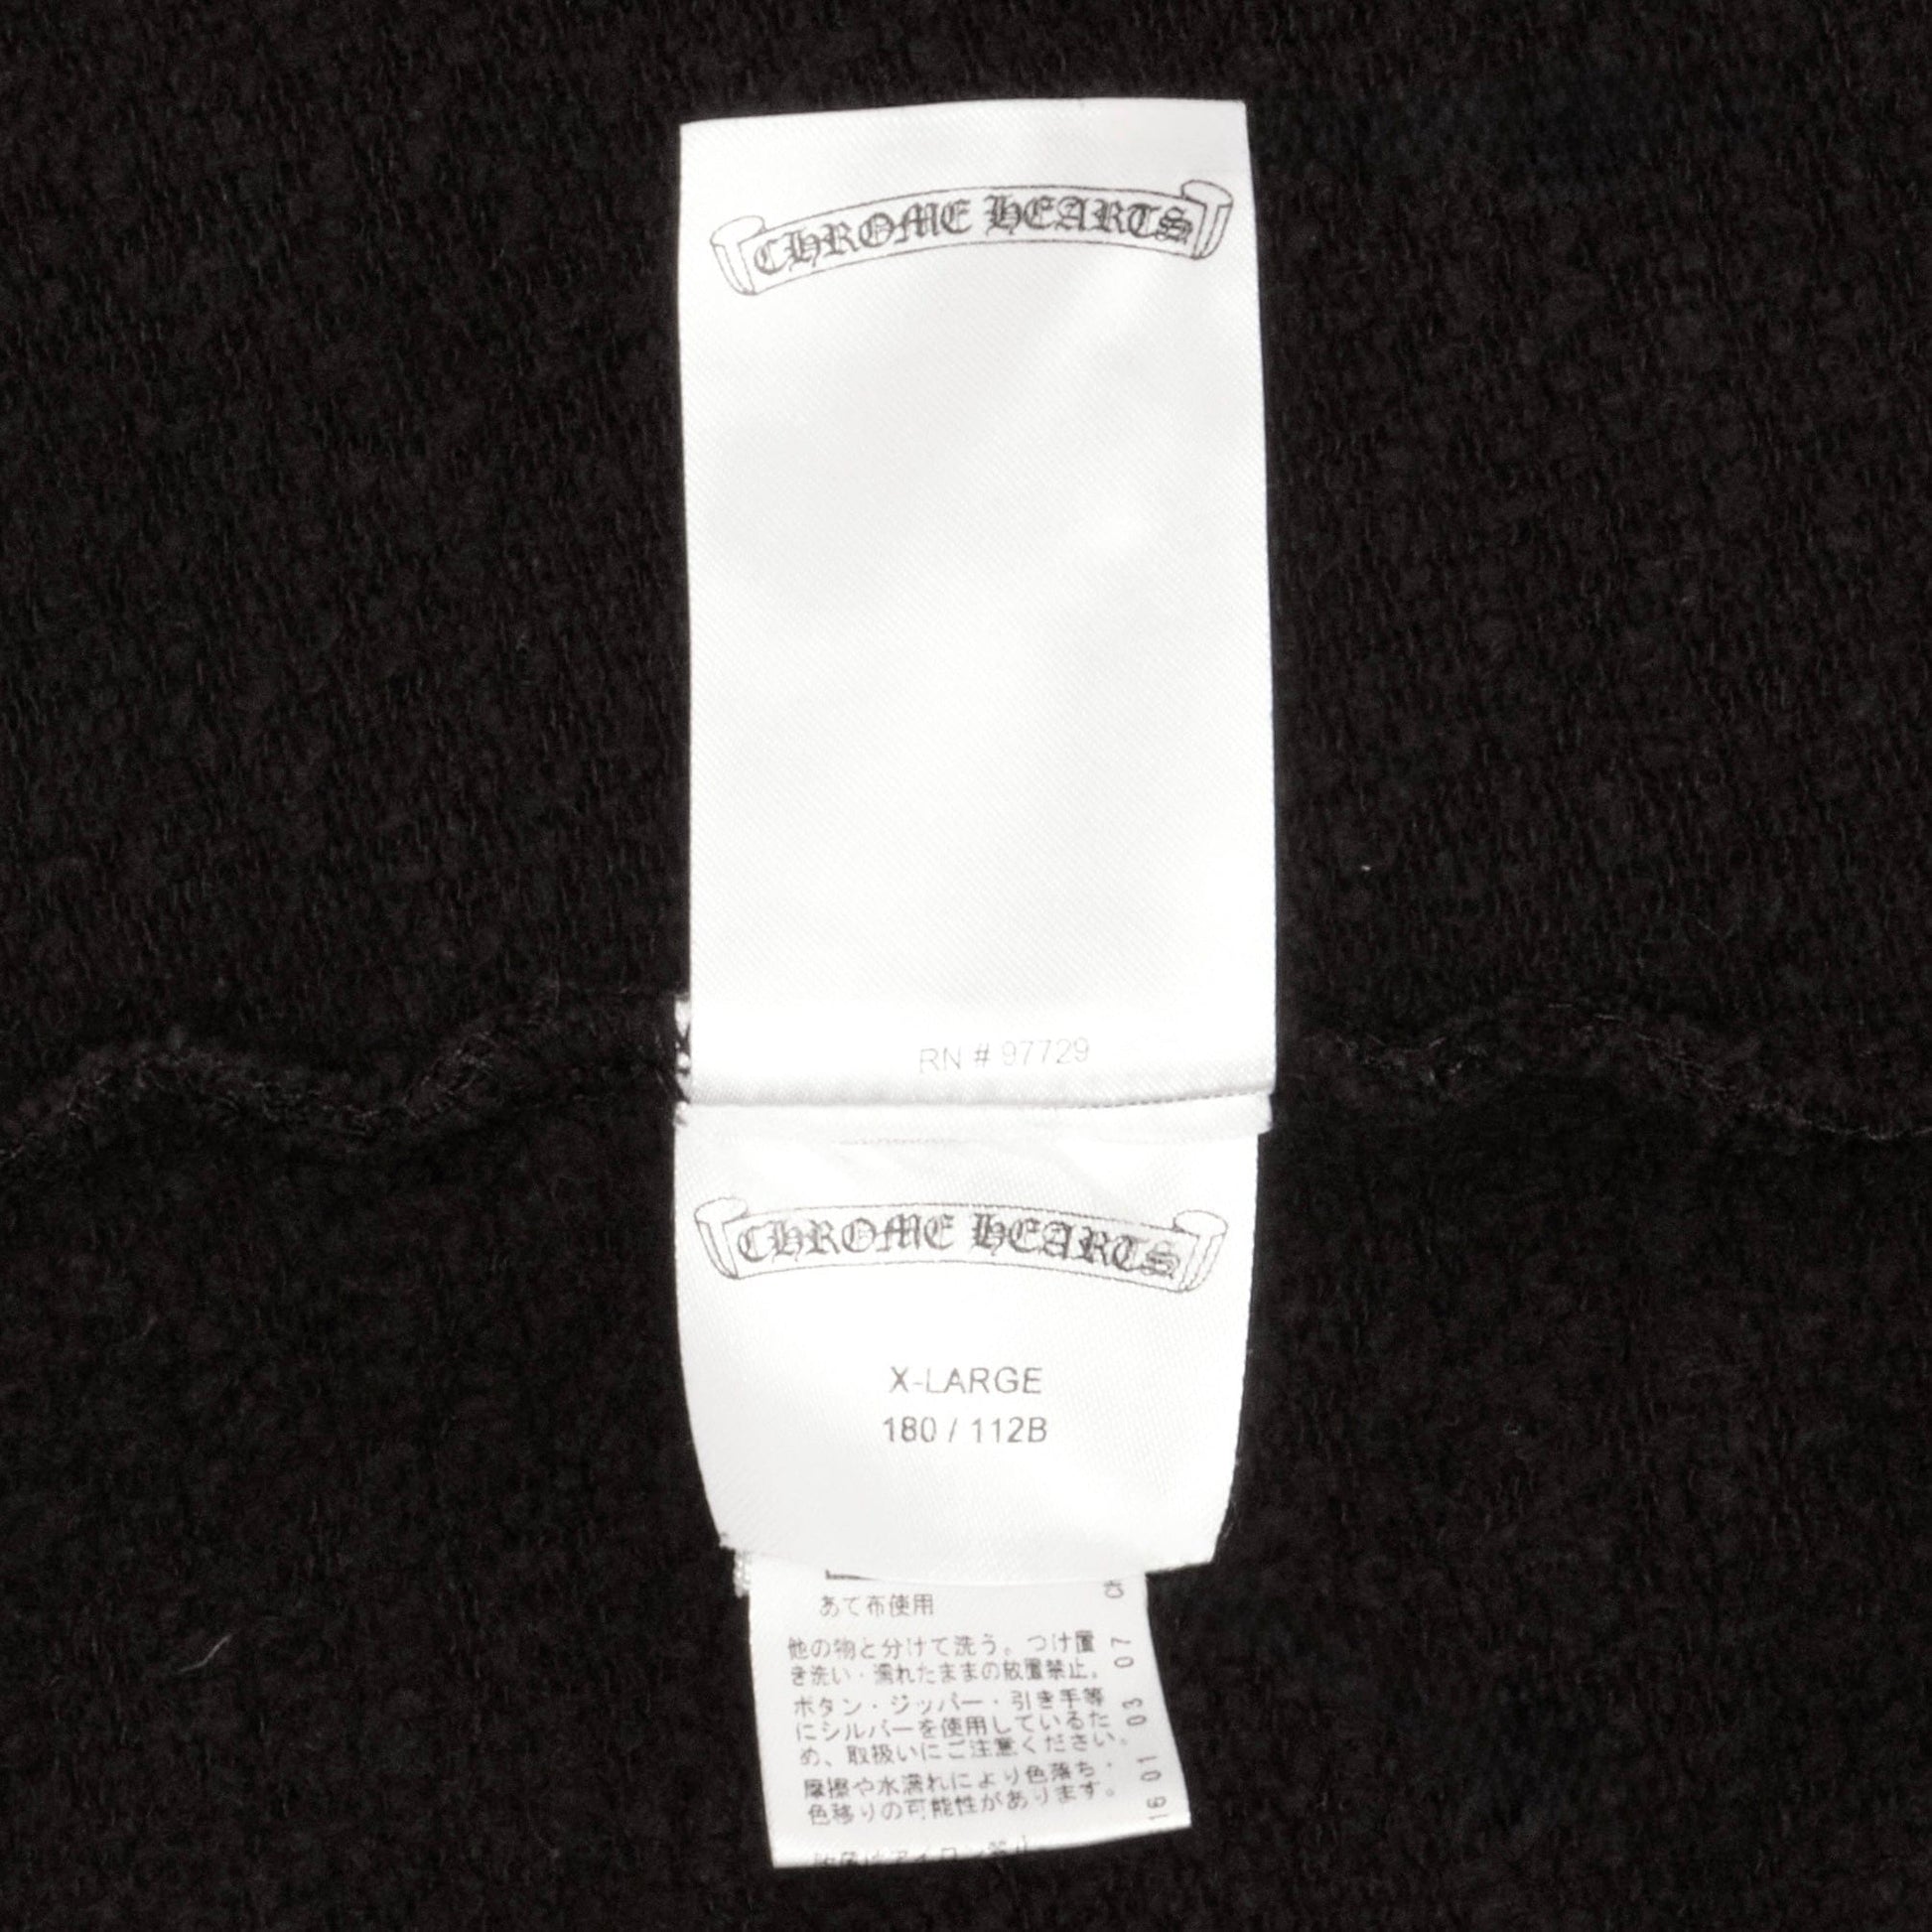 CHROME HEARTS
RN # 97729
CHROME HEARTS
X-LARGE
180 / 112B
あて布使用
他の物と分けて洗う。つけ置
き洗い・濡れたままの放置禁止。
ボタン・ジッパー・引き手等
にシルバーを使用しているた
め、取扱いにご注意ください。
摩擦や水濡れにより色落ち・
色移りの可能性があります。
16 01 03 07